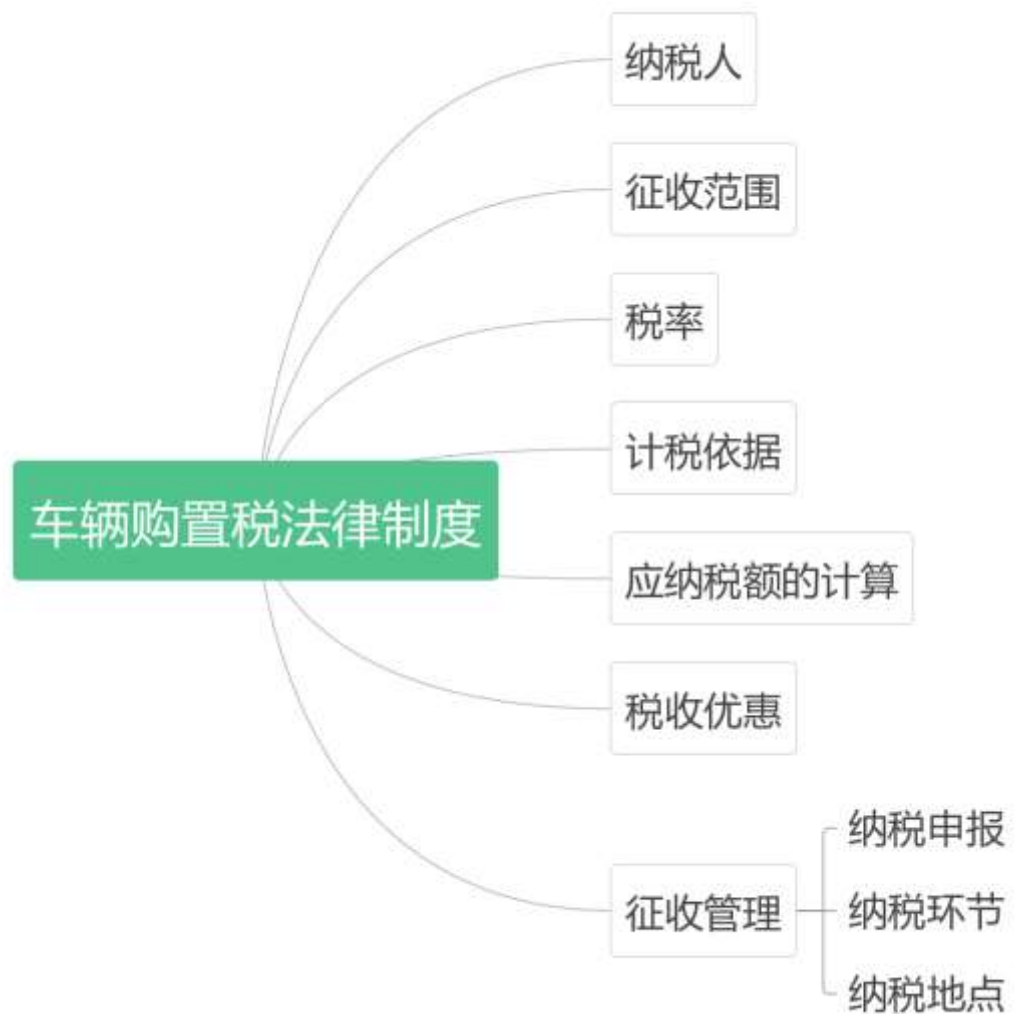 车辆购置税法律制度
纳税人
征收范围
税率
计税依据
应纳税额的计算
税收优惠
征收管理
纳税申报
纳税环节
纳税地点